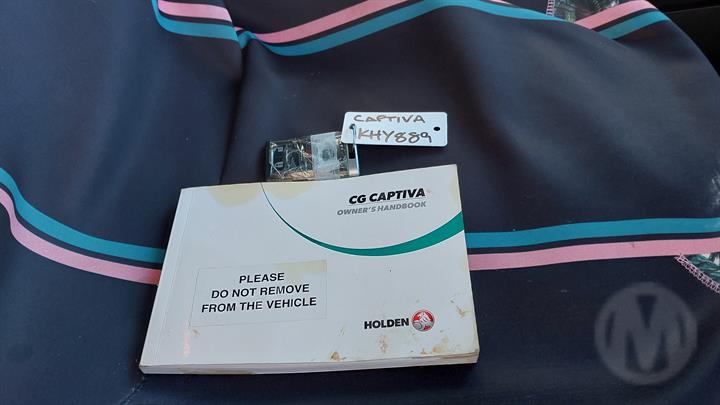 CAPTIVA
KHY889
CG CAPTIVA
OWNER'S HANDBOOK
PLEASE
DO NOT REMOVE
FROM THE VEHICLE
HOLDEN
M